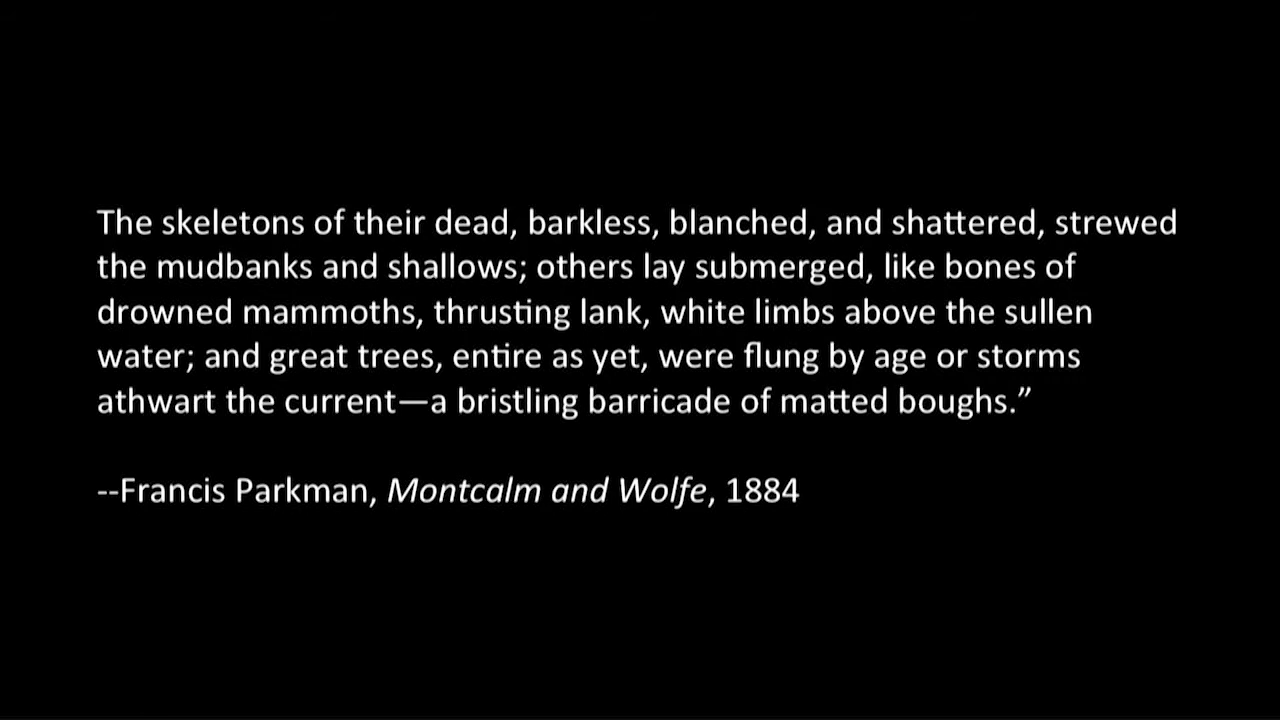 The skeletons of their dead, barkless, blanched, and shattered, strewed
the mudbanks and shallows; others lay submerged, like bones of
drowned mammoths, thrusting lank, white limbs above the sullen
water; and great trees, entire as yet, were flung by age or storms
athwart the current—a bristling barricade of matted boughs.”
--Francis Parkman, Montcalm and Wolfe, 1884